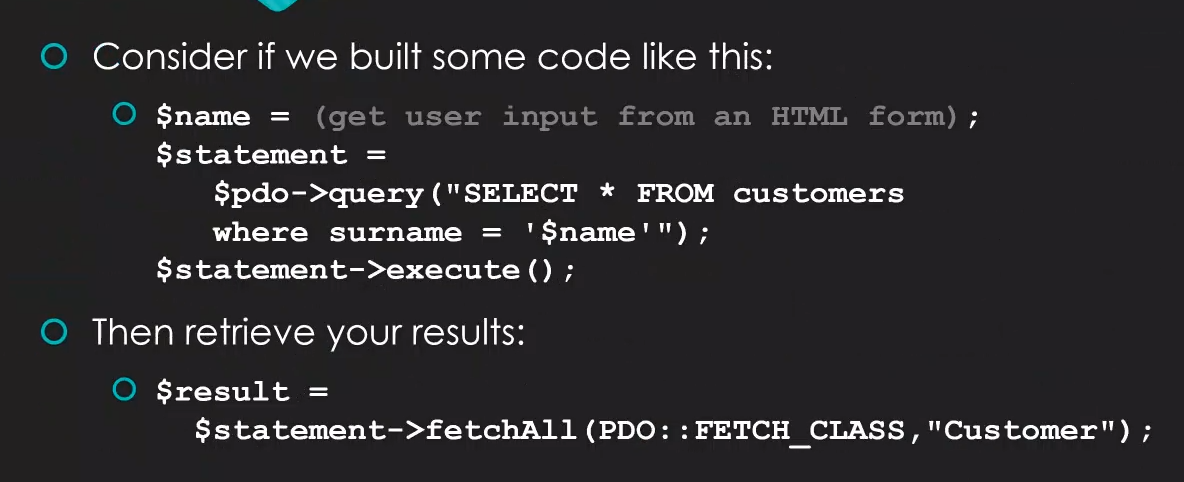 Consider if we built some code like this:
$name = (get user input from an HTML form);
$statement =
$pdo->query("SELECT * FROM customers
where surname = '$name'");
$statement->execute();
Then retrieve your results:
$result =
$statement->fetchAll(PDO::FETCH_CLASS,"Customer");